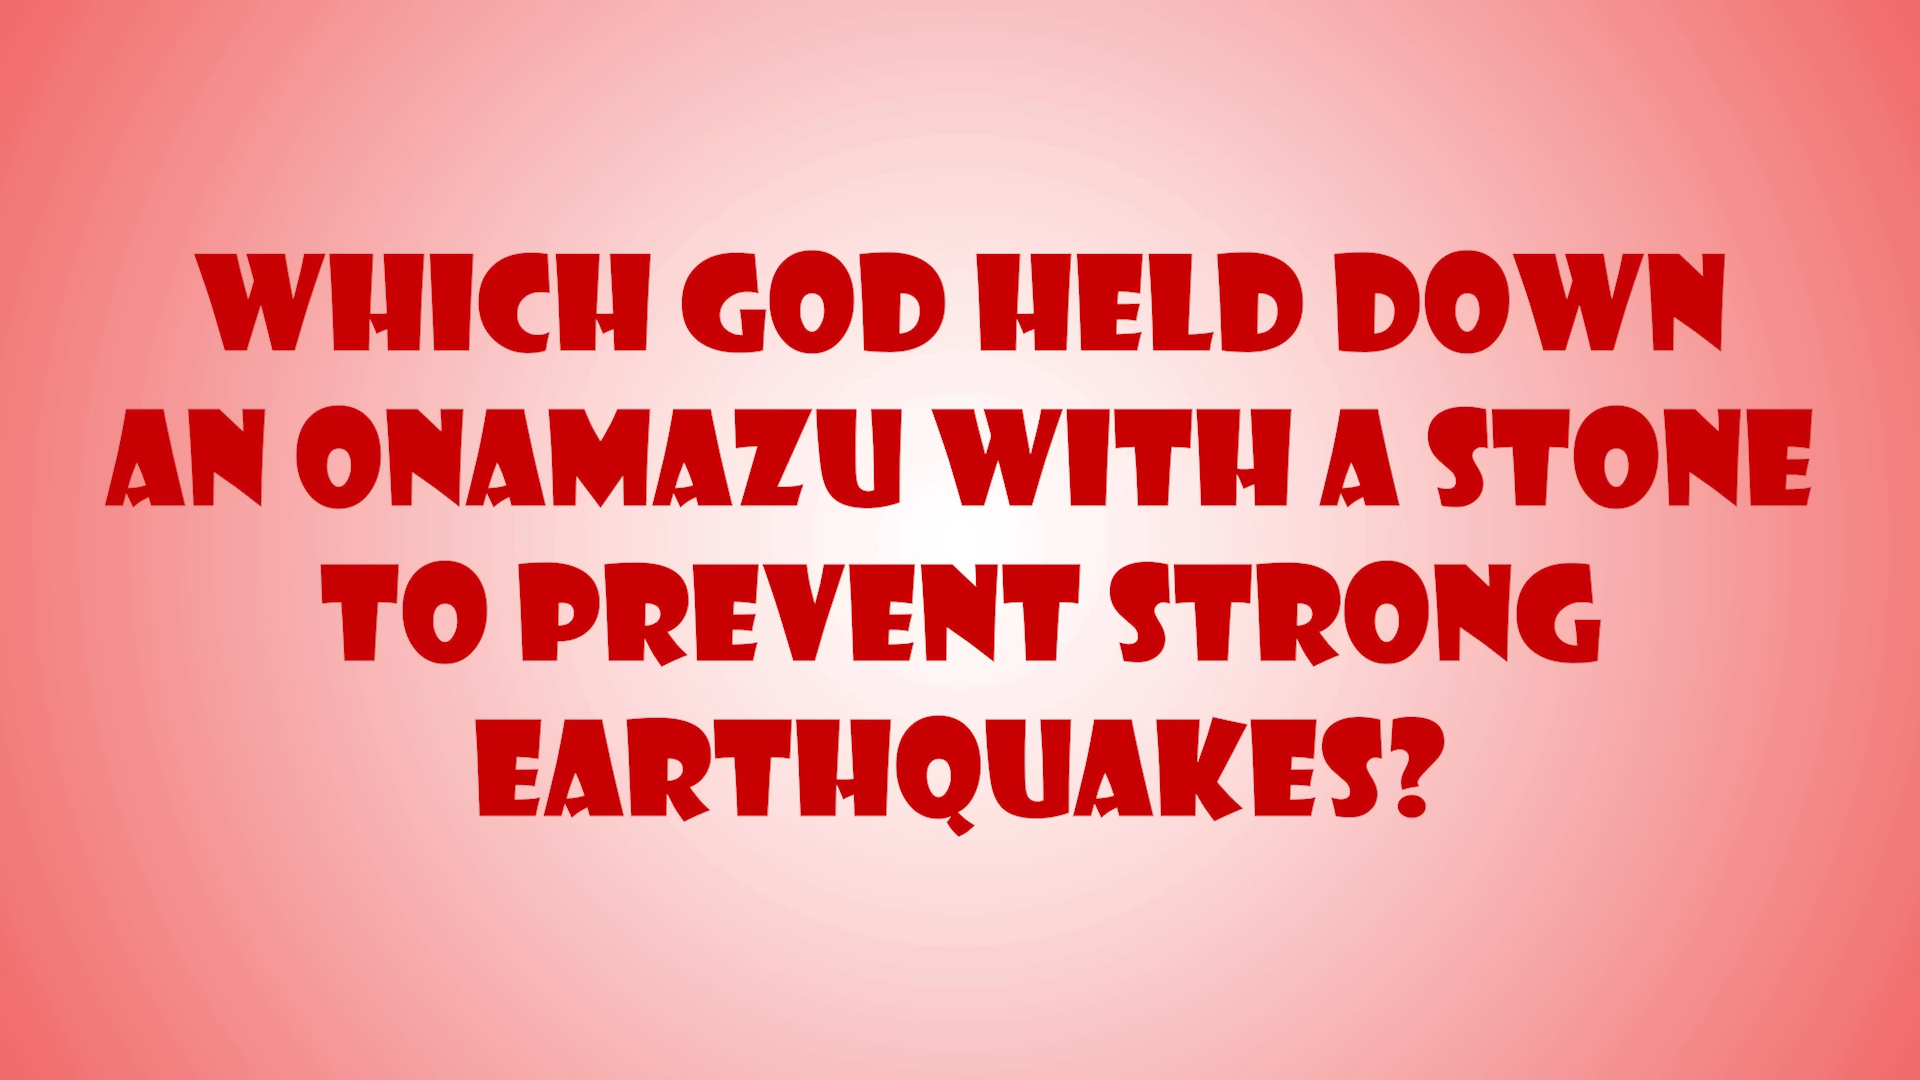 WHICH GOD HELD DOWN
AN ONAMAZU WITH A STONE
TO PREVENT STRONG
EARTHQUAKES?